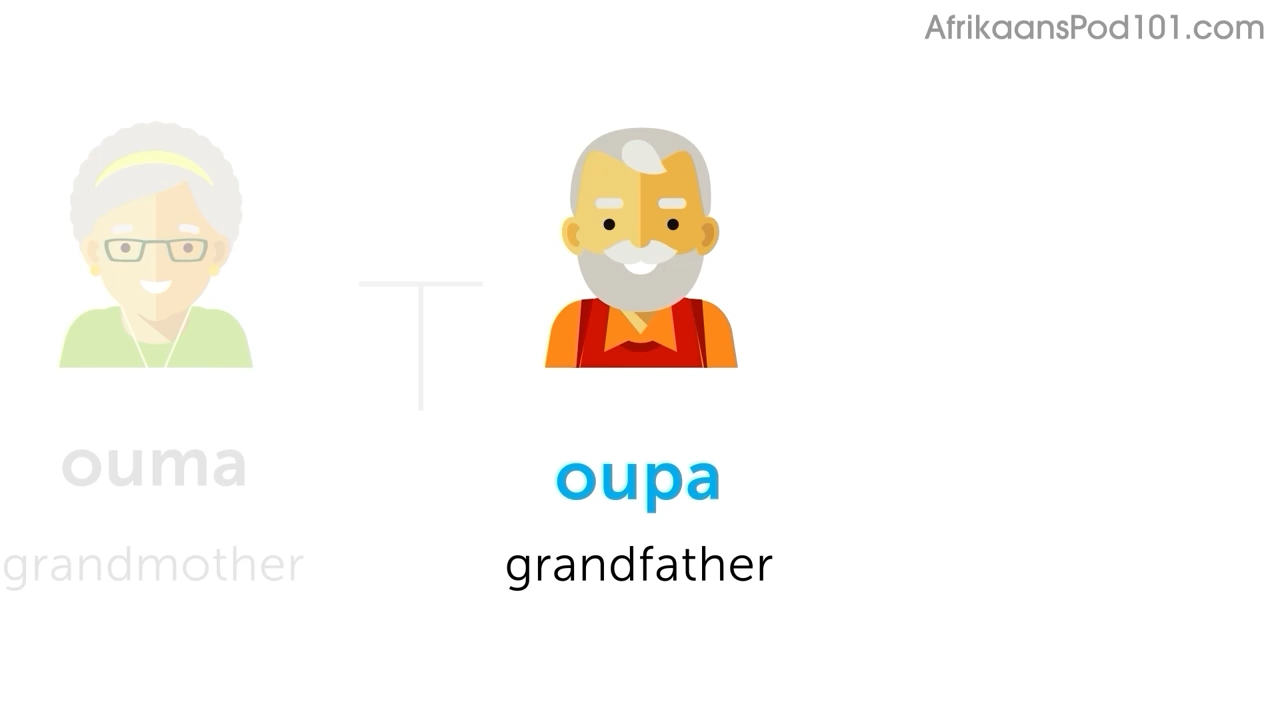 AfrikaansPod101.com
ouma
oupa
grandmother
grandfather